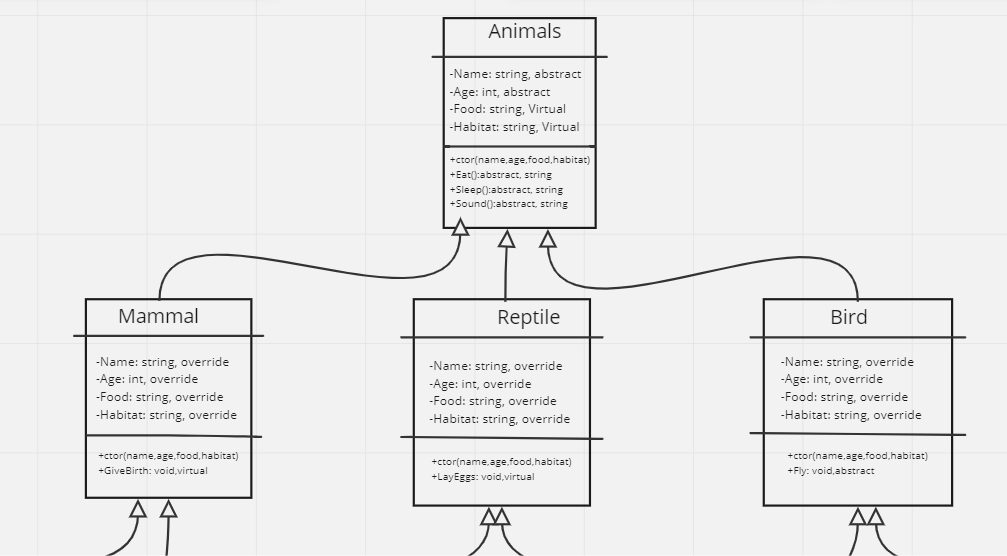 Animals
-Name: string, abstract
-Age: int, abstract
-Food: string, Virtual
-Habitat: string, Virtual
+ctor(name,age,food,habitat)
+Eat():abstract, string
+Sleep():abstract, string
+Sound():abstract, string
Mammal
-Name: string, override
-Age: int, override
-Food: string, override
-Habitat: string, override
+ctor(name,age,food,habitat)
+GiveBirth: void,virtual
Reptile
-Name: string, override
-Age: int, override
-Food: string, override
-Habitat: string, override
+ctor(name,age,food,habitat)
+LayEggs: void,virtual
Bird
-Name: string, override
-Age: int, override
-Food: string, override
-Habitat: string, override
+ctor(name,age,food,habitat)
+Fly: void,abstract